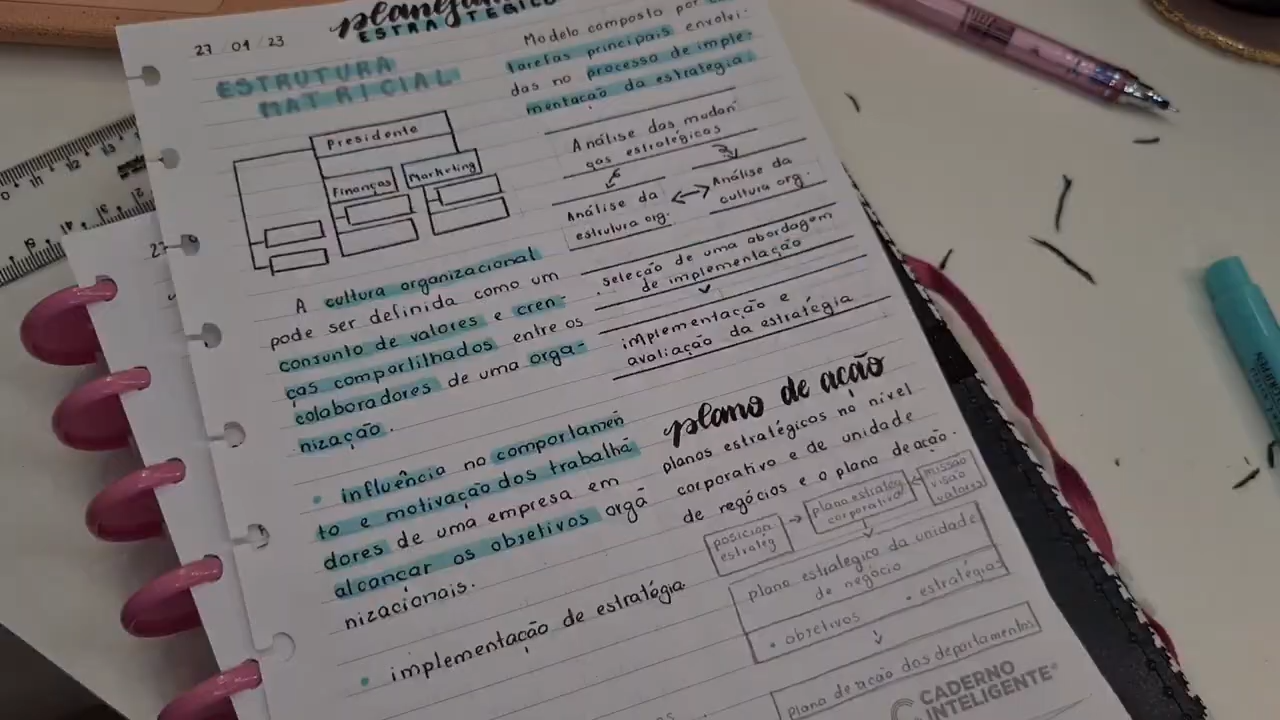 27 01 23
ESTRATÉGICO
ESTRUTURA
MATRICIAL
Presidente
Finanças
Marketing
A cultura organizacional
pode ser definida como um
conjunto de valores e cren-
ças compartilhados entre os
colaboradores de uma orga-
nização.
• influência no comportamen
to e motivação dos trabalha
dores de uma empresa em
alcançar os objetivos orga
nizacionais.
• implementação de estratégia
Modelo composto por
tarefas principais envolvi-
das no processo de imple-
mentação da estratégia:
Análise das mudan
ças estratégicas
Análise da
estrutura org.
Análise da
cultura org.
seleção de uma abordagem
de implementação
implementação e
avaliação da estratégia
plano de ação
planos estratégicos no nível
corporativo e de unidade
de negócios e o plano de ação.
posicion.
estratég
plano estratég
corporativo
missão
visão
valores
plano estratégico da unidade
de negócio
• objetivos • estratégias
plano de ação dos departamentos
CADERNO
INTELIGENTE®
27